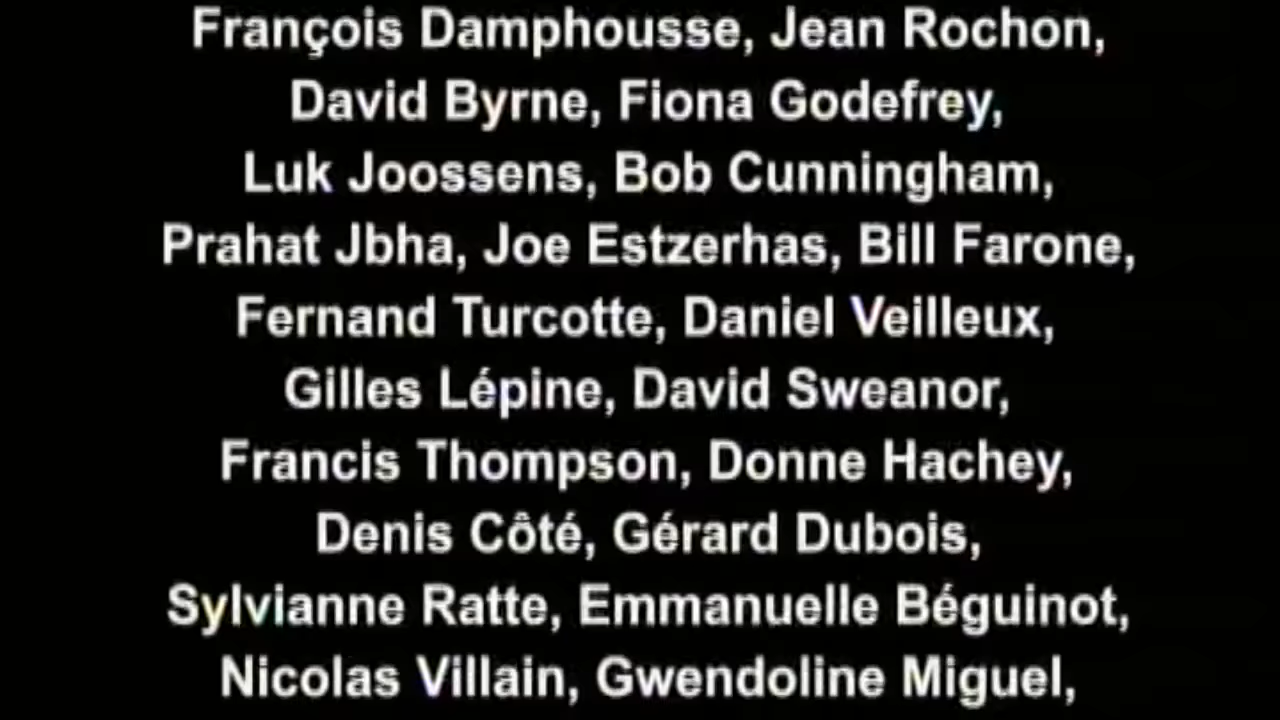 François Damphousse, Jean Rochon,
David Byrne, Fiona Godefrey,
Luk Joossens, Bob Cunningham,
Prahat Jbha, Joe Estzerhas, Bill Farone,
Fernand Turcotte, Daniel Veilleux,
Gilles Lépine, David Sweanor,
Francis Thompson, Donne Hachey,
Denis Côté, Gérard Dubois,
Sylvianne Ratte, Emmanuelle Béguinot,
Nicolas Villain, Gwendoline Miguel,